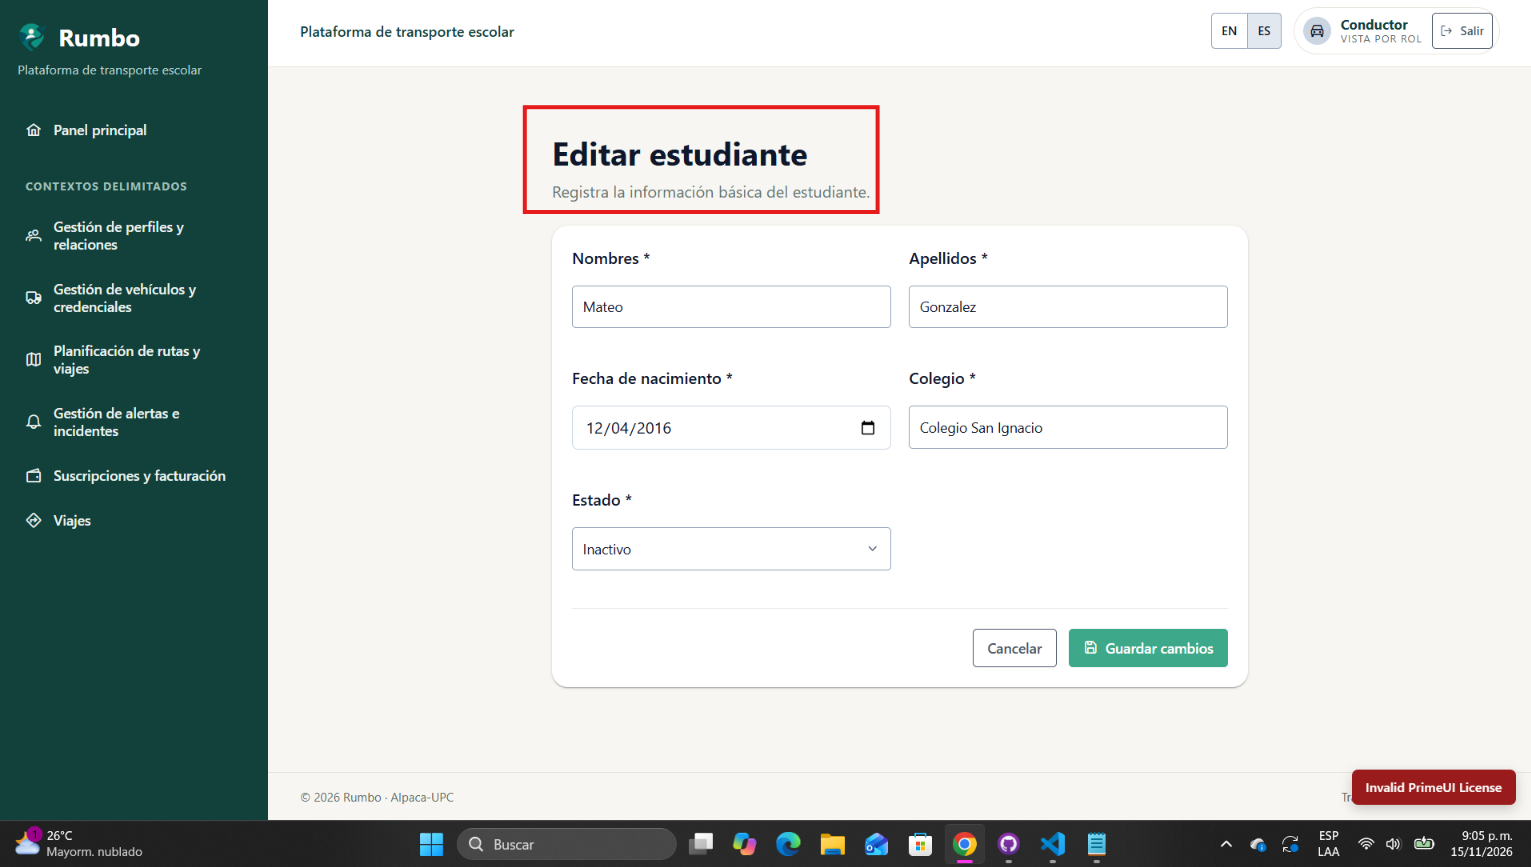 Rumbo
Plataforma de transporte escolar
Panel principal
CONTEXTOS DELIMITADOS
Gestión de perfiles y
relaciones
Gestión de vehículos y
credenciales
Planificación de rutas y
viajes
Gestión de alertas e
incidentes
Suscripciones y facturación
Viajes
Plataforma de transporte escolar
EN ES
Conductor
VISTA POR ROL
Salir
Editar estudiante
Registra la información básica del estudiante.
Nombres * Apellidos *
Mateo Gonzalez
Fecha de nacimiento * Colegio *
12/04/2016 Colegio San Ignacio
Estado *
Inactivo
Cancelar Guardar cambios
© 2026 Rumbo · Alpaca-UPC
Invalid PrimeUI License
1
26°C
Mayorm. nublado
Buscar
ESP
LAA
9:05 p. m.
15/11/2026